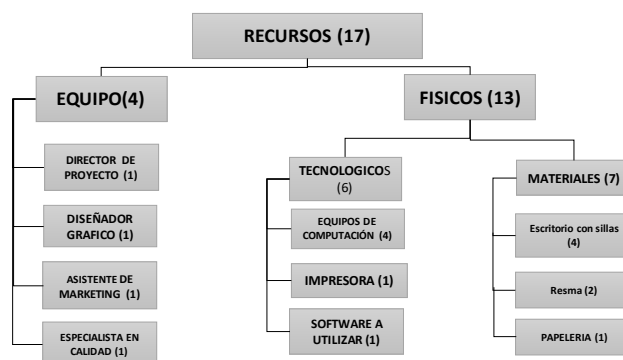 RECURSOS (17)
EQUIPO(4)
FISICOS (13)
DIRECTOR DE
PROYECTO (1)
DISEÑADOR
GRAFICO (1)
ASISTENTE DE
MARKETING (1)
ESPECIALISTA EN
CALIDAD (1)
TECNOLOGICOS
(6)
EQUIPOS DE
COMPUTACIÓN (4)
IMPRESORA (1)
SOFTWARE A
UTILIZAR (1)
MATERIALES (7)
Escritorio con sillas
(4)
Resma (2)
PAPELERIA (1)